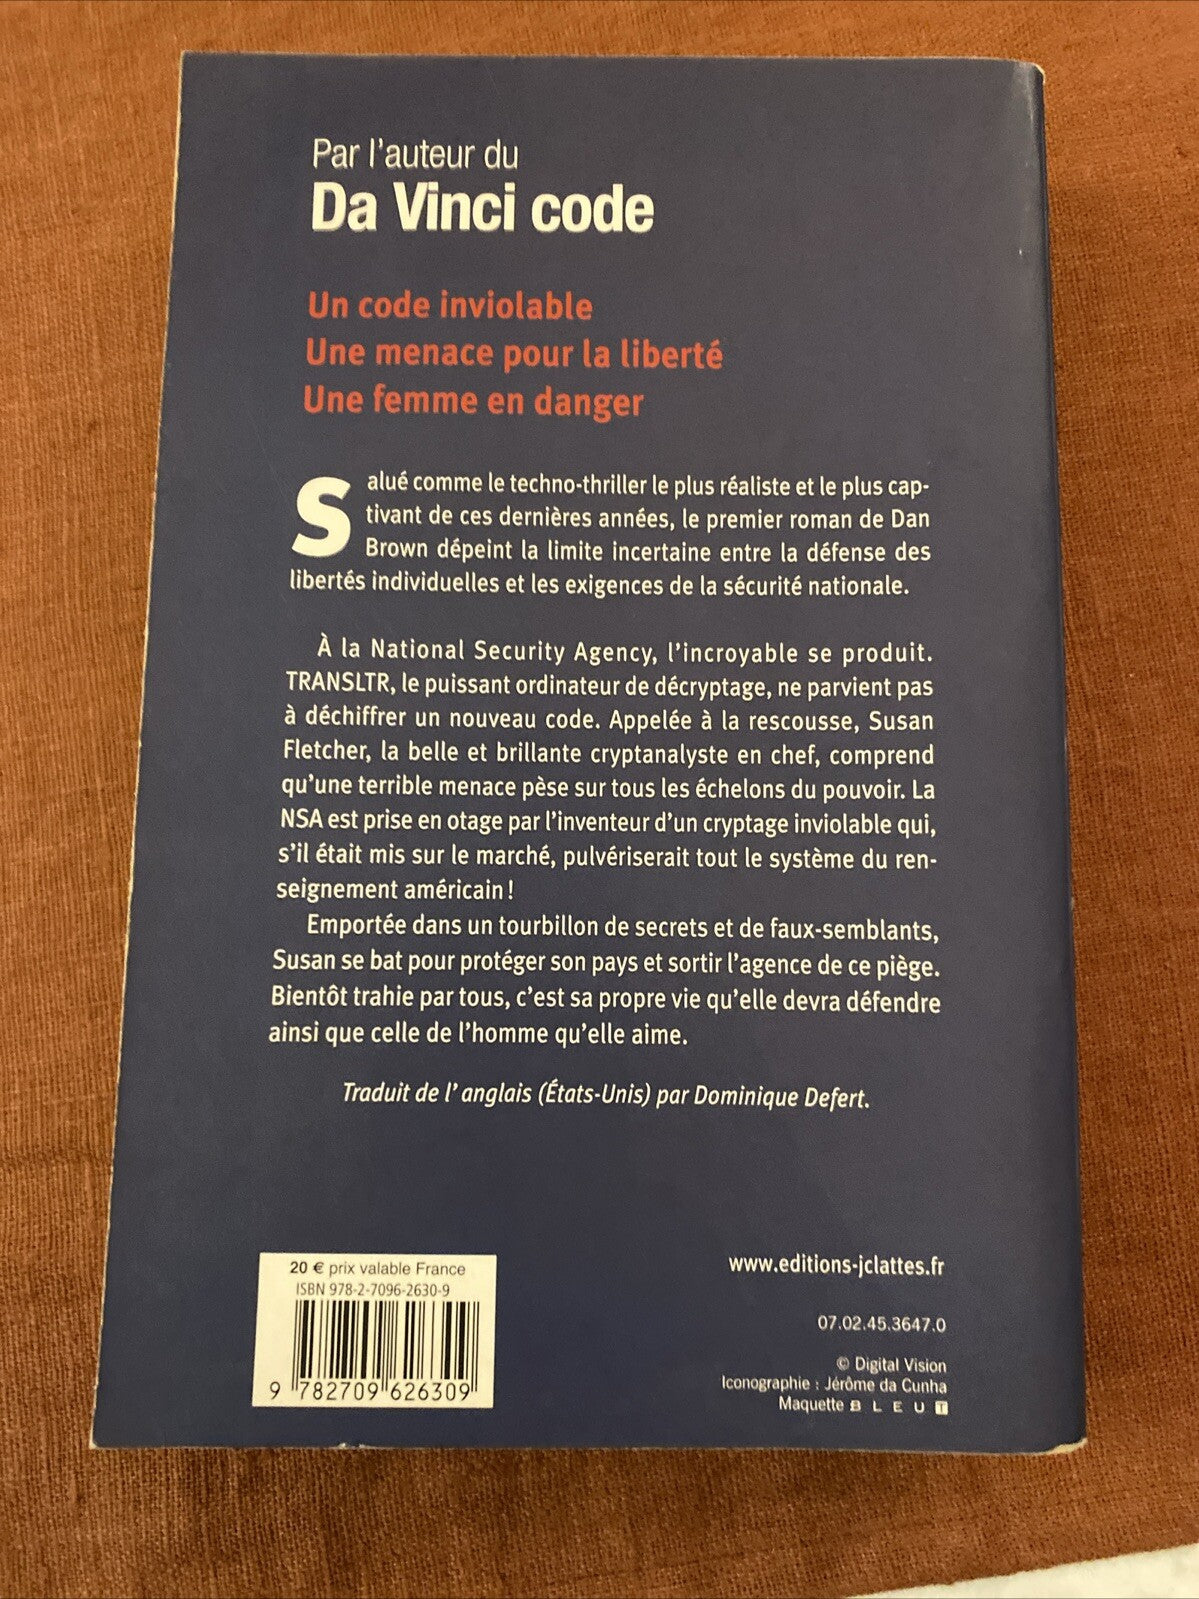 Par l'auteur du
Da Vinci code
Un code inviolable
Une menace pour la liberté
Une femme en danger
Salué comme le techno-thriller le plus réaliste et le plus cap-
tivant de ces dernières années, le premier roman de Dan
Brown dépeint la limite incertaine entre la défense des
libertés individuelles et les exigences de la sécurité nationale.
À la National Security Agency, l'incroyable se produit.
TRANSLTR, le puissant ordinateur de décryptage, ne parvient pas
à déchiffrer un nouveau code. Appelée à la rescousse, Susan
Fletcher, la belle et brillante cryptanalyste en chef, comprend
qu'une terrible menace pèse sur tous les échelons du pouvoir. La
NSA est prise en otage par l'inventeur d'un cryptage inviolable qui,
s'il était mis sur le marché, pulvériserait tout le système du ren-
seignement américain !
Emportée dans un tourbillon de secrets et de faux-semblants,
Susan se bat pour protéger son pays et sortir l'agence de ce piège.
Bientôt trahie par tous, c'est sa propre vie qu'elle devra défendre
ainsi que celle de l'homme qu'elle aime.
Traduit de l' anglais (États-Unis) par Dominique Defert.
20 € prix valable France
ISBN 978-2-7096-2630-9
9 782709 626309
www.editions-jclattes.fr
07.02.45.3647.0
© Digital Vision
Iconographie : Jérôme da Cunha
Maquette BLEUT